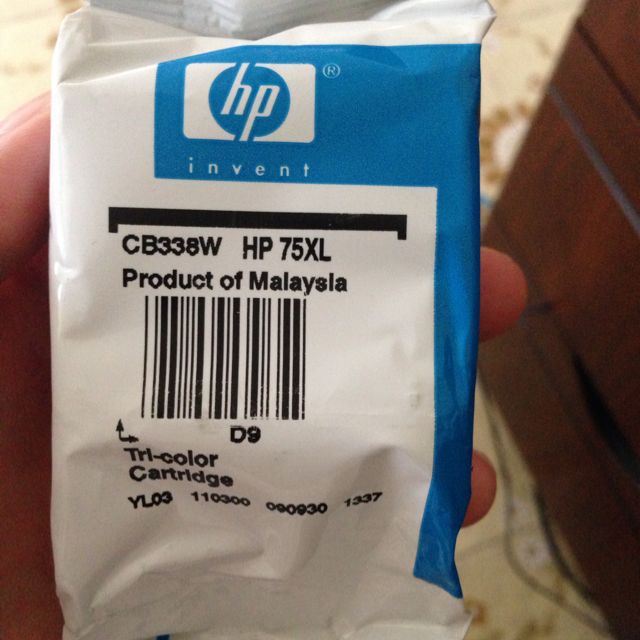 hp ®
invent
CB338W HP 75XL
Product of Malaysia
D9
Tri-color
Cartridge
YL03 110300 090930 1337